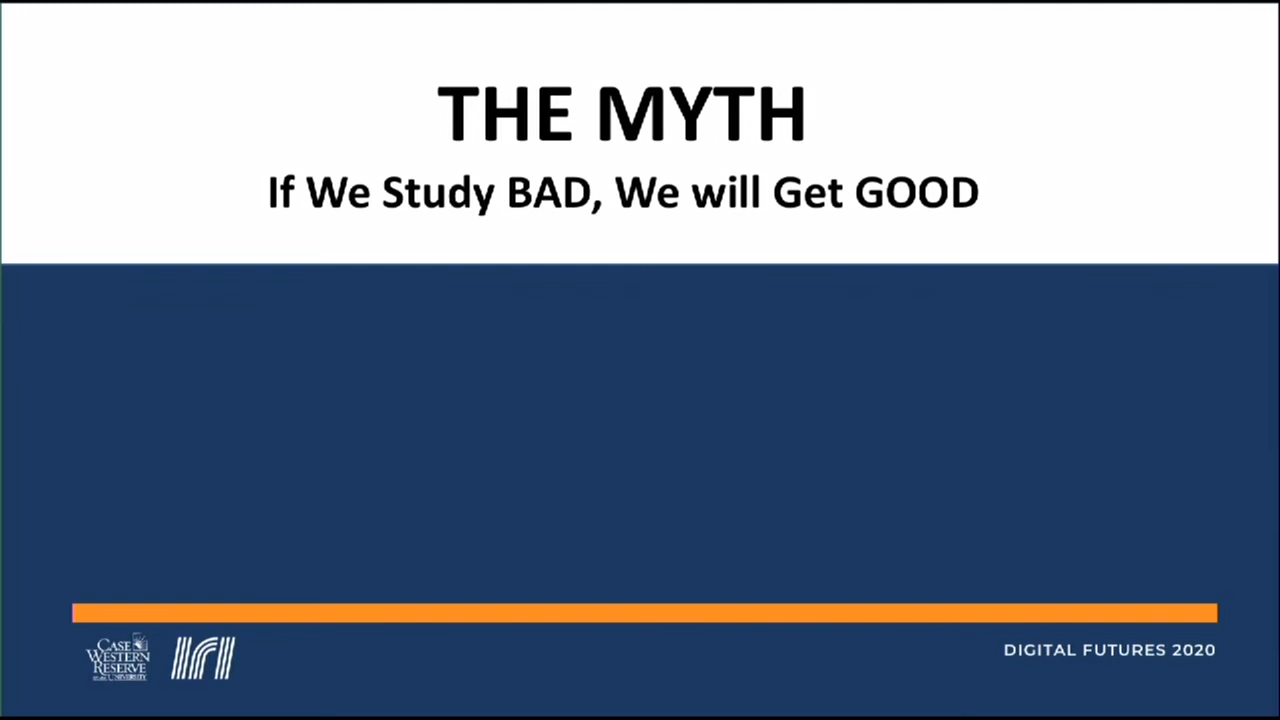 THE MYTH
If We Study BAD, We will Get GOOD
CASE
WESTERN
RESERVE
UNIVERSITY
DIGITAL FUTURES 2020